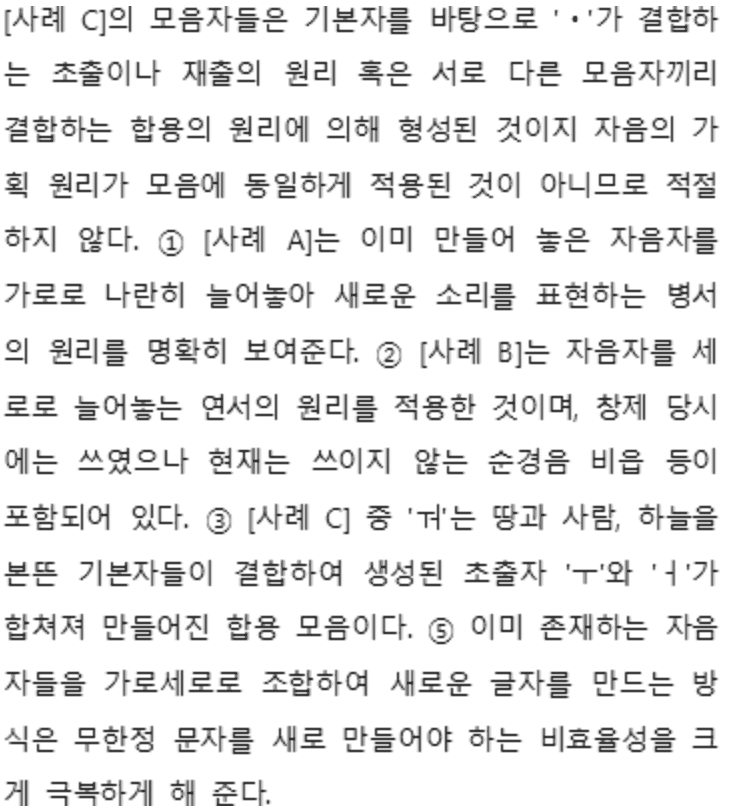 [사례 C]의 모음자들은 기본자를 바탕으로 'ㆍ'가 결합하
는 초출이나 재출의 원리 혹은 서로 다른 모음자끼리
결합하는 합용의 원리에 의해 형성된 것이지 자음의 가
획 원리가 모음에 동일하게 적용된 것이 아니므로 적절
하지 않다. ① [사례 A]는 이미 만들어 놓은 자음자를
가로로 나란히 늘어놓아 새로운 소리를 표현하는 병서
의 원리를 명확히 보여준다. ② [사례 B]는 자음자를 세
로로 늘어놓는 연서의 원리를 적용한 것이며, 창제 당시
에는 쓰였으나 현재는 쓰이지 않는 순경음 비읍 등이
포함되어 있다. ③ [사례 C] 중 'ㅝ'는 땅과 사람, 하늘을
본뜬 기본자들이 결합하여 생성된 초출자 'ㅜ'와 'ㅓ'가
합쳐져 만들어진 합용 모음이다. ⑤ 이미 존재하는 자음
자들을 가로세로로 조합하여 새로운 글자를 만드는 방
식은 무한정 문자를 새로 만들어야 하는 비효율성을 크
게 극복하게 해 준다.